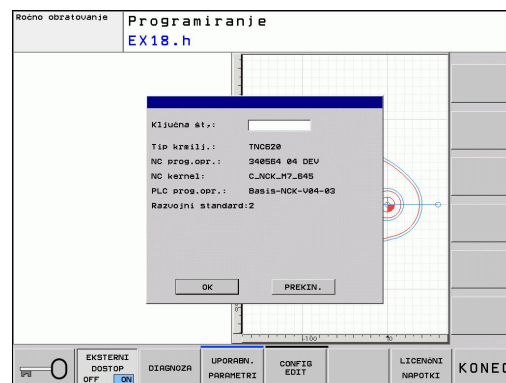 Ročno obratovanje
Programiranje
EX18.h
Ključna št,:
Tip krmilj.: TNC620
NC prog.opr.: 340564 04 DEV
NC kernel: C_NCK_M7_645
PLC prog.opr.: Basis-NCK-V04-03
Razvojni standard:2
OK
PREKIN.
-100
EKSTERNI
DOSTOP
OFF ON
DIAGNOZA
UPORABN.
PARAMETRI
CONFIG
EDIT
LICENČNI
NAPOTKI
KONEC